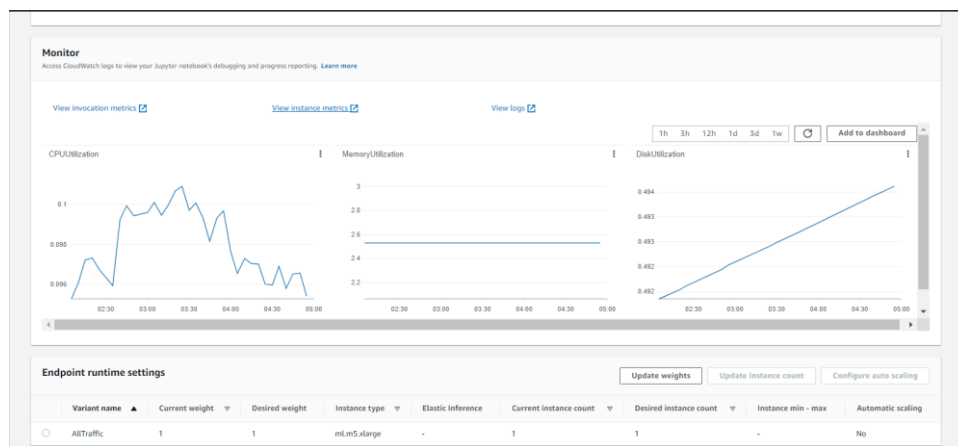 Monitor
Access CloudWatch logs to view your Jupyter notebook's debugging and progress reporting. Learn more
View invocation metrics
View instance metrics
View logs
1h 3h 12h 1d 3d 1w
Add to dashboard
CPUUtilization
0.1
0.098
0.096
02:30 03:00 03:30 04:00 04:30 05:00
MemoryUtilization
3
2.8
2.6
2.4
2.2
02:30 03:00 03:30 04:00 04:30 05:00
DiskUtilization
0.494
0.493
0.493
0.492
0.492
02:30 03:00 03:30 04:00 04:30 05:00
Endpoint runtime settings
Update weights
Update instance count
Configure auto scaling
Variant name Current weight Desired weight Instance type Elastic Inference Current instance count Desired instance count Instance min - max Automatic scaling
AllTraffic 1 1 ml.m5.xlarge - 1 1 - No